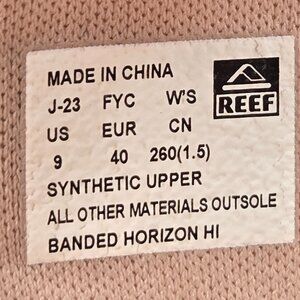 MADE IN CHINA
J-23 FYC W'S
REEF
US EUR CN
9 40 260(1.5)
SYNTHETIC UPPER
ALL OTHER MATERIALS OUTSOLE
BANDED HORIZON HI